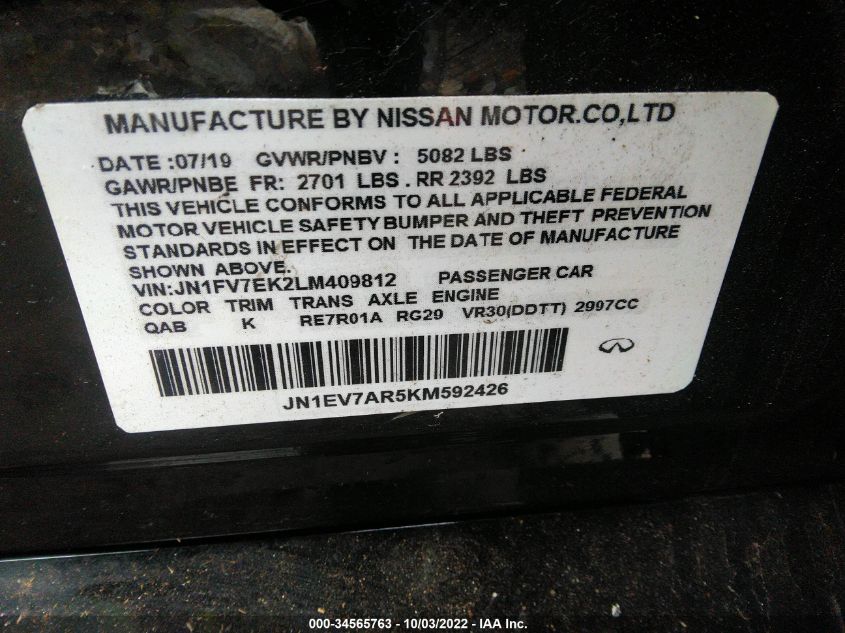 MANUFACTURE BY NISSAN MOTOR.CO,LTD
DATE :07/19 GVWR/PNBV : 5082 LBS
GAWR/PNBE FR: 2701 LBS . RR 2392 LBS
THIS VEHICLE CONFORMS TO ALL APPLICABLE FEDERAL
MOTOR VEHICLE SAFETY BUMPER AND THEFT PREVENTION
STANDARDS IN EFFECT ON THE DATE OF MANUFACTURE
SHOWN ABOVE.
VIN:JN1FV7EK2LM409812 PASSENGER CAR
COLOR TRIM TRANS AXLE ENGINE
QAB K RE7R01A RG29 VR30(DDTT) 2997CC
JN1EV7AR5KM592426
000-34565763 - 10/03/2022 - IAA Inc.